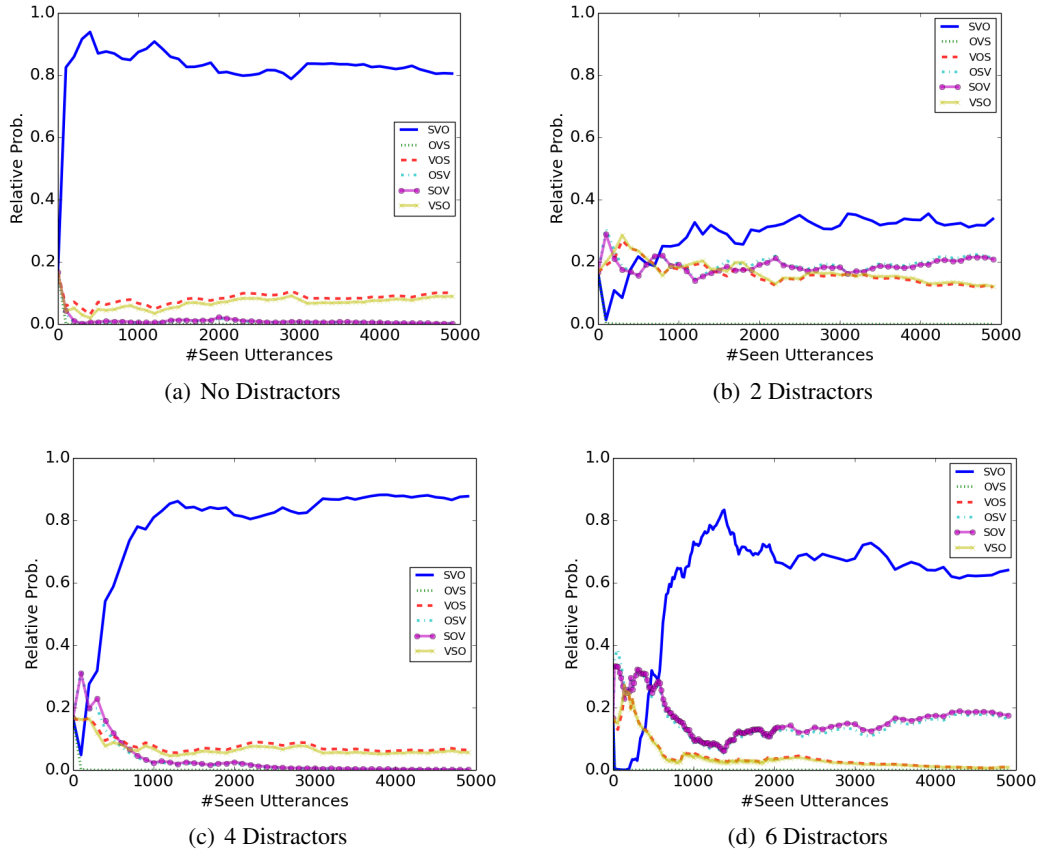 1.0
0.8
0.6
0.4
0.2
0.0
Relative Prob.
0 1000 2000 3000 4000 5000
#Seen Utterances
SVO
OVS
VOS
OSV
SOV
VSO
(a) No Distractors
1.0
0.8
0.6
0.4
0.2
0.0
Relative Prob.
0 1000 2000 3000 4000 5000
#Seen Utterances
SVO
OVS
VOS
OSV
SOV
VSO
(b) 2 Distractors
1.0
0.8
0.6
0.4
0.2
0.0
Relative Prob.
0 1000 2000 3000 4000 5000
#Seen Utterances
SVO
OVS
VOS
OSV
SOV
VSO
(c) 4 Distractors
1.0
0.8
0.6
0.4
0.2
0.0
Relative Prob.
0 1000 2000 3000 4000 5000
#Seen Utterances
SVO
OVS
VOS
OSV
SOV
VSO
(d) 6 Distractors